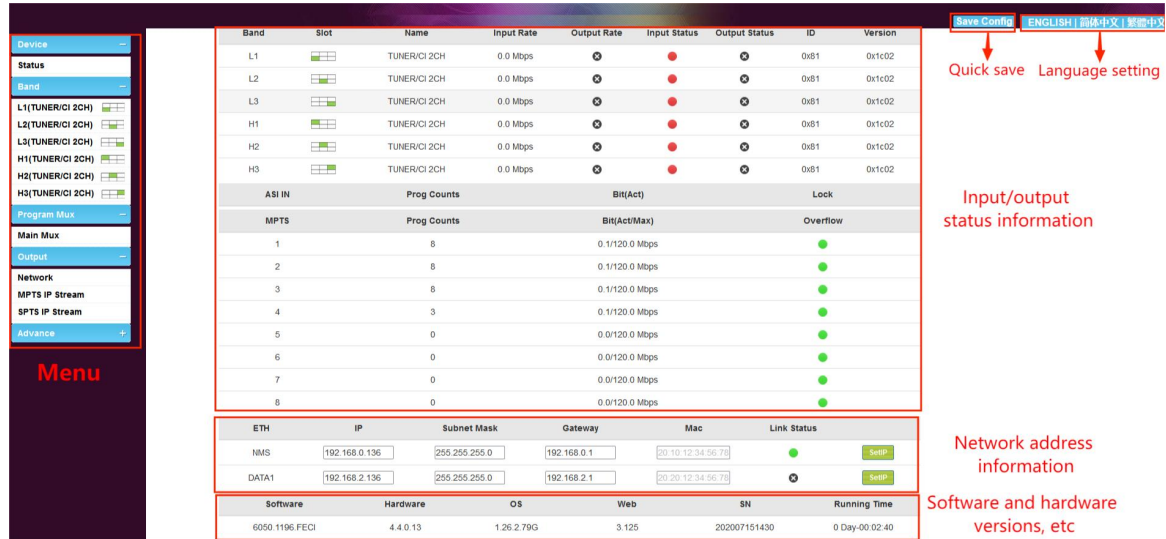 Save Config ENGLISH | 简体中文 | 繁體中文
Quick save Language setting
Device
Status
Band
L1(TUNER/CI 2CH)
L2(TUNER/CI 2CH)
L3(TUNER/CI 2CH)
H1(TUNER/CI 2CH)
H2(TUNER/CI 2CH)
H3(TUNER/CI 2CH)
Program Mux
Main Mux
Output
Network
MPTS IP Stream
SPTS IP Stream
Advance
Menu
Band Slot Name Input Rate Output Rate Input Status Output Status ID Version
L1 TUNER/CI 2CH 0.0 Mbps 0x81 0x1c02
L2 TUNER/CI 2CH 0.0 Mbps 0x81 0x1c02
L3 TUNER/CI 2CH 0.0 Mbps 0x81 0x1c02
H1 TUNER/CI 2CH 0.0 Mbps 0x81 0x1c02
H2 TUNER/CI 2CH 0.0 Mbps 0x81 0x1c02
H3 TUNER/CI 2CH 0.0 Mbps 0x81 0x1c02
ASI IN Prog Counts Bit(Act) Lock
MPTS Prog Counts Bit(Act/Max) Overflow
1 8 0.1/120.0 Mbps
2 8 0.1/120.0 Mbps
3 8 0.1/120.0 Mbps
4 3 0.1/120.0 Mbps
5 0 0.0/120.0 Mbps
6 0 0.0/120.0 Mbps
7 0 0.0/120.0 Mbps
8 0 0.0/120.0 Mbps
Input/output
status information
ETH IP Subnet Mask Gateway Mac Link Status
NMS 192.168.0.136 255.255.255.0 192.168.0.1 20:10:12:34:56:78 SetIP
DATA1 192.168.2.136 255.255.255.0 192.168.2.1 20:20:12:34:56:78 SetIP
Network address
information
Software Hardware OS Web SN Running Time
6050.1196.FECI 4.4.0.13 1.26.2.79G 3.125 202007151430 0 Day-00:02:40
Software and hardware
versions, etc